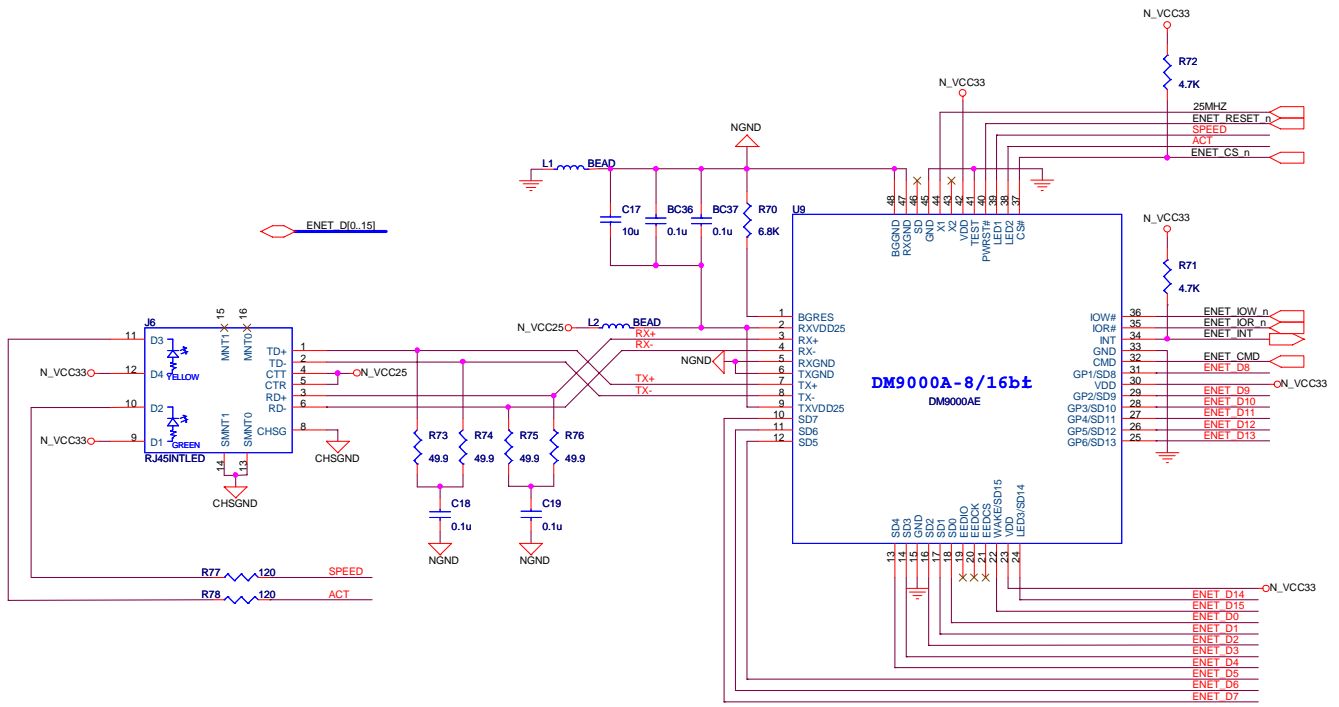 N_VCC33
R72
4.7K
N_VCC33
25MHZ
ENET_RESET_n
SPEED
ACT
ENET_CS_n
NGND
L1 BEAD
C17
10u
BC36
0.1u
BC37
0.1u
R70
6.8K
U9
48 47 46 45 44 43 42 41 40 39 38 37
BGGND
RXGND
SD
GND
X1
X2
VDD
TEST
PWRST#
LED1
LED2
CS#
N_VCC33
R71
4.7K
ENET_D[0..15]
N_VCC25
L2 BEAD
RX+
RX-
NGND
TX+
TX-
1 BGRES
2 RXVDD25
3 RX+
4 RX-
5 RXGND
6 TXGND
7 TX+
8 TX-
9 TXVDD25
10 SD7
11 SD6
12 SD5
DM9000A-8/16bit
DM9000AE
IOW# 36 ENET_IOW_n
IOR# 35 ENET_IOR_n
INT 34 ENET_INT
GND 33
CMD 32 ENET_CMD
GP1/SD8 31 ENET_D8
VDD 30 N_VCC33
GP2/SD9 29 ENET_D9
GP3/SD10 28 ENET_D10
GP4/SD11 27 ENET_D11
GP5/SD12 26 ENET_D12
GP6/SD13 25 ENET_D13
J6
15 16
MNT1
MNT0
11 D3
N_VCC33 12 D4
YELLOW
10 D2
N_VCC33 9 D1
GREEN
TD+ 1
TD- 2
CTT 4
CTR 5
RD+ 3
RD- 6
CHSG 8
N_VCC25
SMNT1
SMNT0
14 13
RJ45INTLED
CHSGND
CHSGND
R73
49.9
R74
49.9
R75
49.9
R76
49.9
C18
0.1u
C19
0.1u
NGND
NGND
R77 120 SPEED
R78 120 ACT
SD4
SD3
GND
SD2
SD1
SD0
EEDIO
EEDCK
EEDCS
WAKE/SD15
VDD
LED3/SD14
13 14 15 16 17 18 19 20 21 22 23 24
N_VCC33
ENET_D14
ENET_D15
ENET_D0
ENET_D1
ENET_D2
ENET_D3
ENET_D4
ENET_D5
ENET_D6
ENET_D7